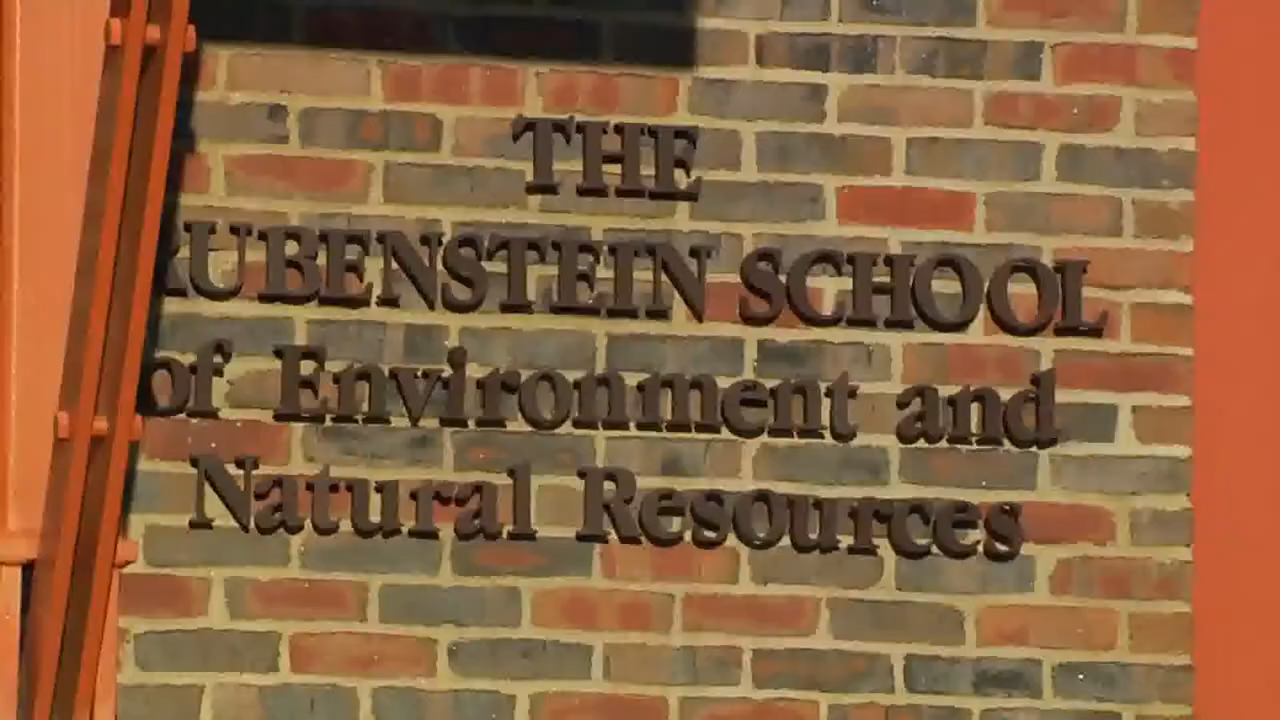 THE
RUBENSTEIN SCHOOL
of Environment and
Natural Resources